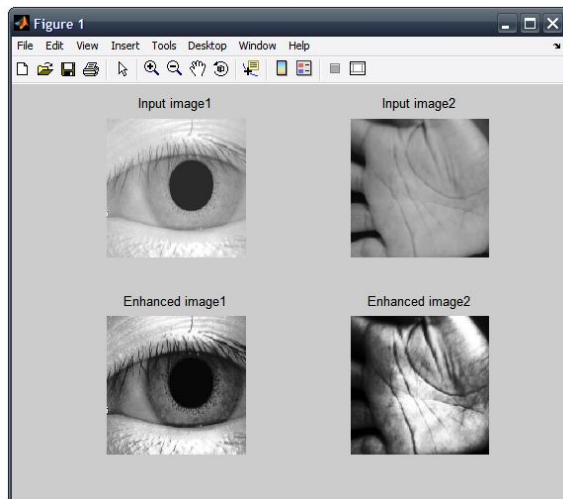 Figure 1
File Edit View Insert Tools Desktop Window Help
Input image1 Input image2
Enhanced image1 Enhanced image2